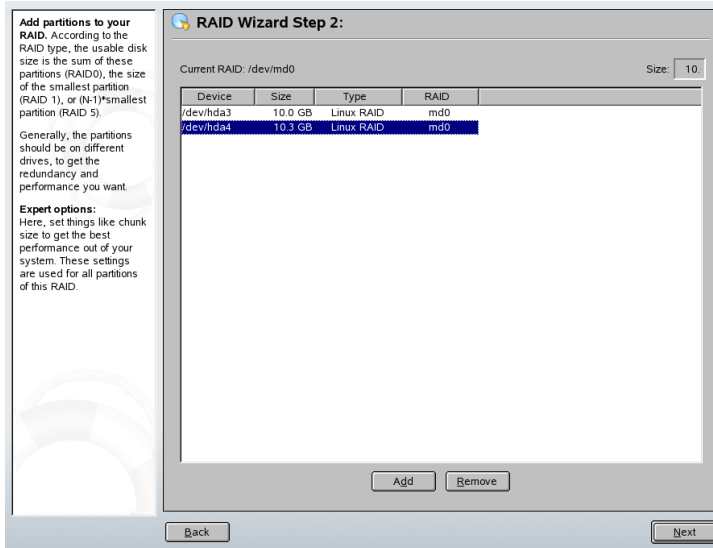 Add partitions to your
RAID. According to the
RAID type, the usable disk
size is the sum of these
partitions (RAID0), the size
of the smallest partition
(RAID 1), or (N-1)*smallest
partition (RAID 5).
Generally, the partitions
should be on different
drives, to get the
redundancy and
performance you want.
Expert options:
Here, set things like chunk
size to get the best
performance out of your
system. These settings
are used for all partitions
of this RAID.
RAID Wizard Step 2:
Current RAID: /dev/md0 Size: 10.
Device Size Type RAID
/dev/hda3 10.0 GB Linux RAID md0
/dev/hda4 10.3 GB Linux RAID md0
Add Remove
Back Next